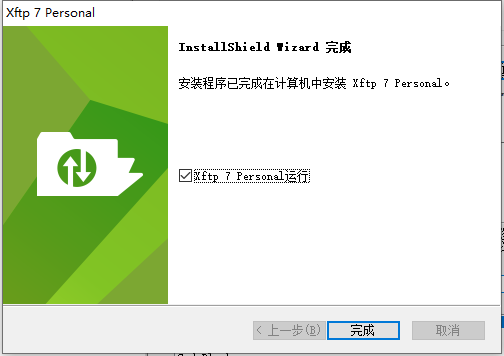 Xftp 7 Personal
InstallShield Wizard 完成
安装程序已完成在计算机中安装 Xftp 7 Personal。
Xftp 7 Personal运行
< 上一步(B)
完成
取消